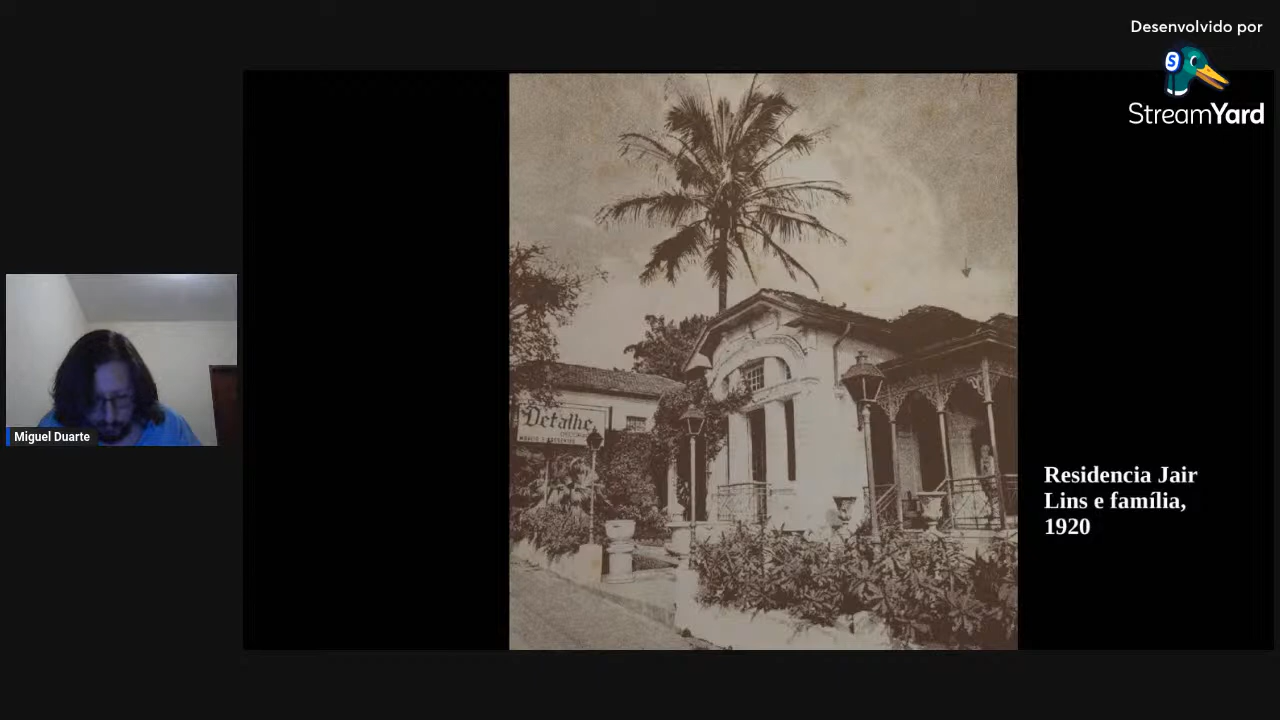 Desenvolvido por
StreamYard
Detalhe
Miguel Duarte
Residencia Jair
Lins e família,
1920